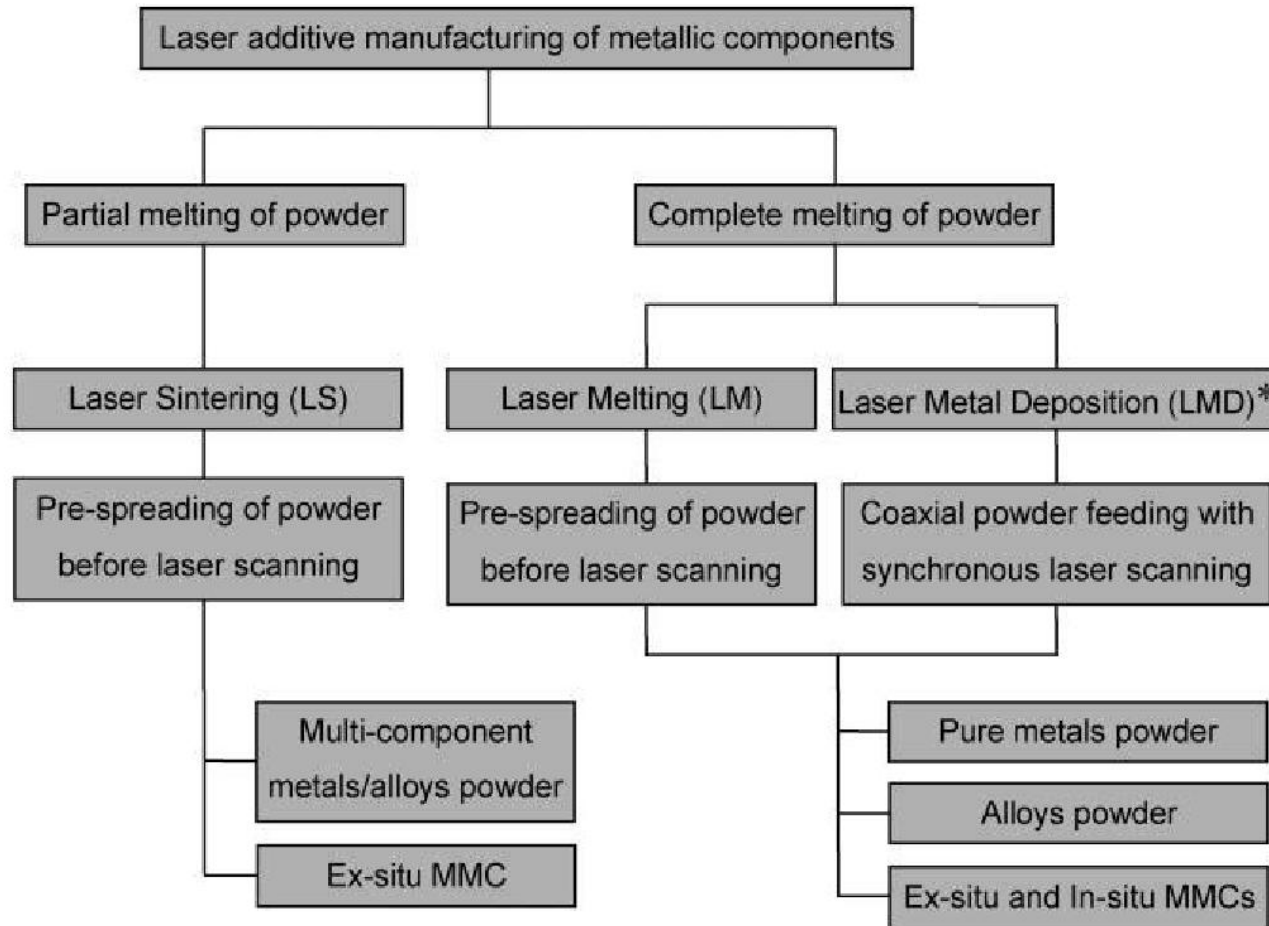 Laser additive manufacturing of metallic components
Partial melting of powder
Complete melting of powder
Laser Sintering (LS)
Laser Melting (LM)
Laser Metal Deposition (LMD)*
Pre-spreading of powder
before laser scanning
Pre-spreading of powder
before laser scanning
Coaxial powder feeding with
synchronous laser scanning
Multi-component
metals/alloys powder
Ex-situ MMC
Pure metals powder
Alloys powder
Ex-situ and In-situ MMCs